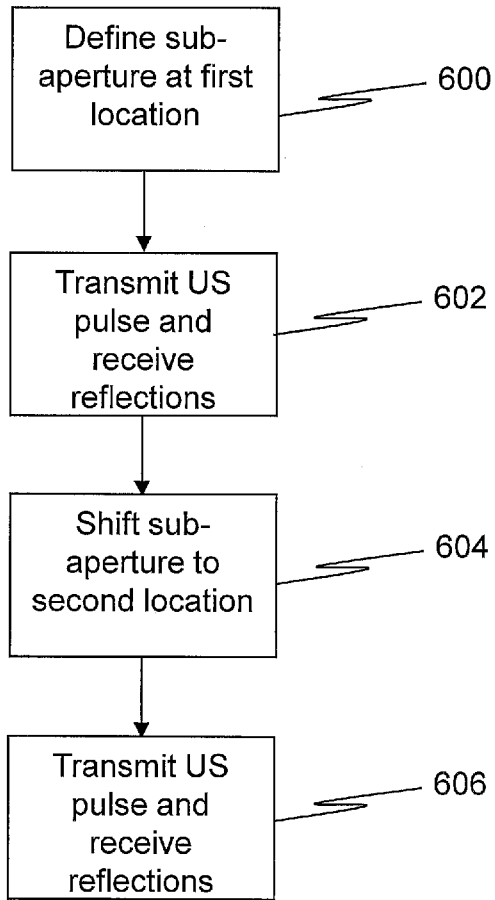 Define sub-
aperture at first
location
600
Transmit US
pulse and
receive
reflections
602
Shift sub-
aperture to
second location
604
Transmit US
pulse and
receive
reflections
606